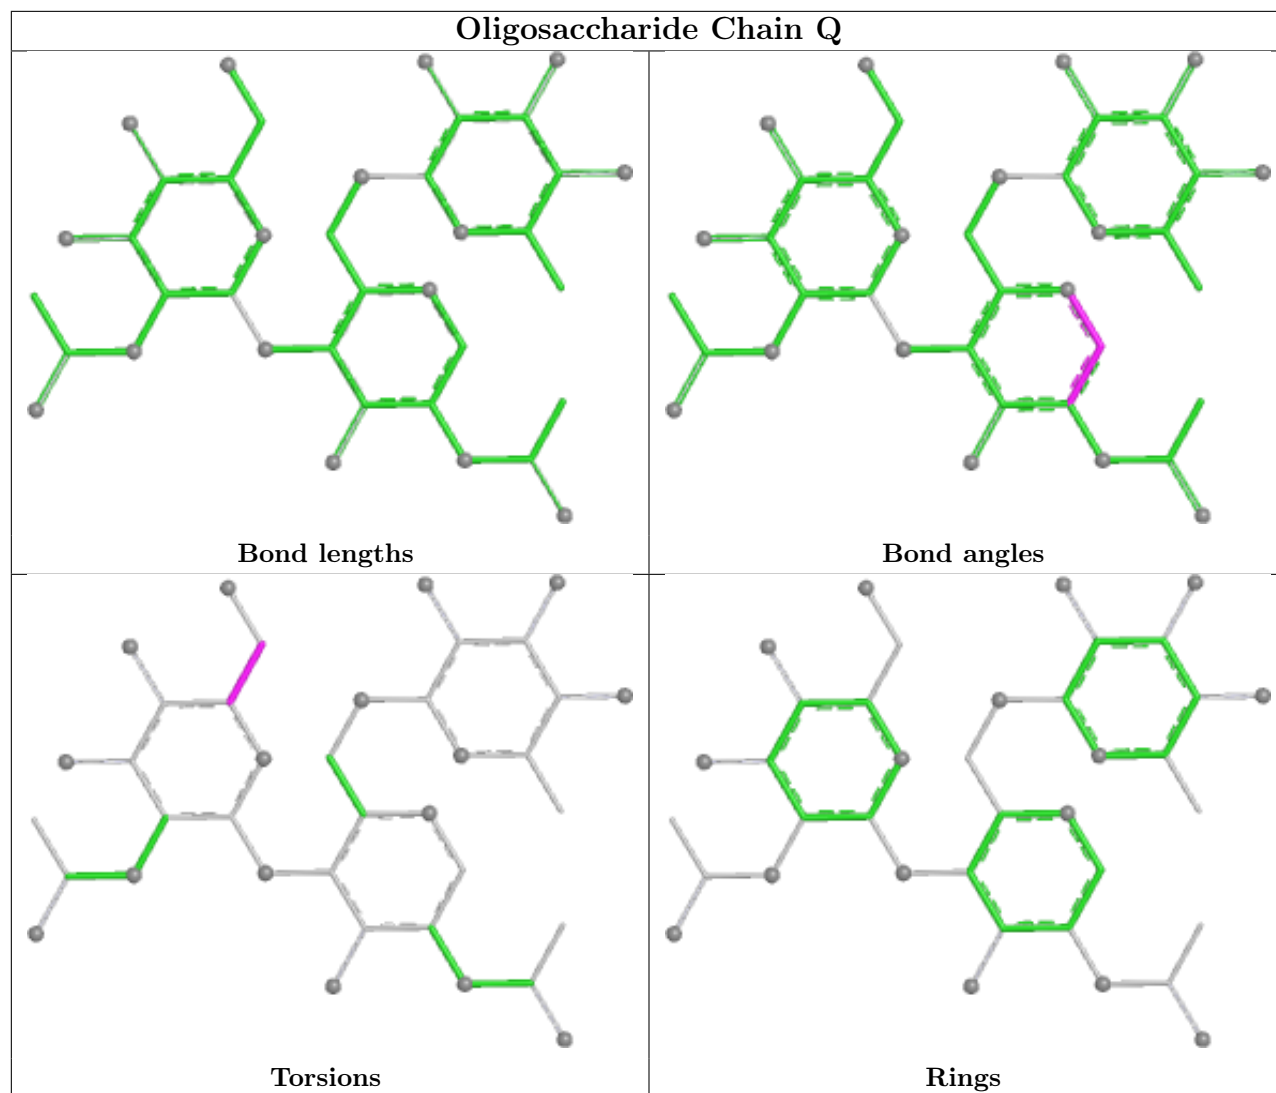 Oligosaccharide Chain Q
Bond lengths
Bond angles
Torsions
Rings